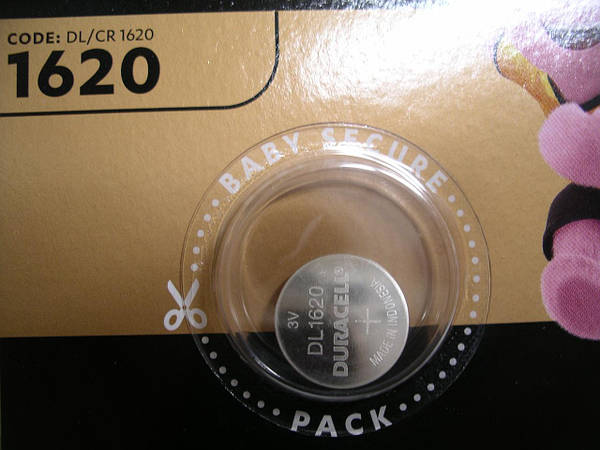 CODE: DL/CR 1620
1620
BABY SECURE
3V
DL1620
DURACELL®
+
MADE IN INDONESIA
PACK